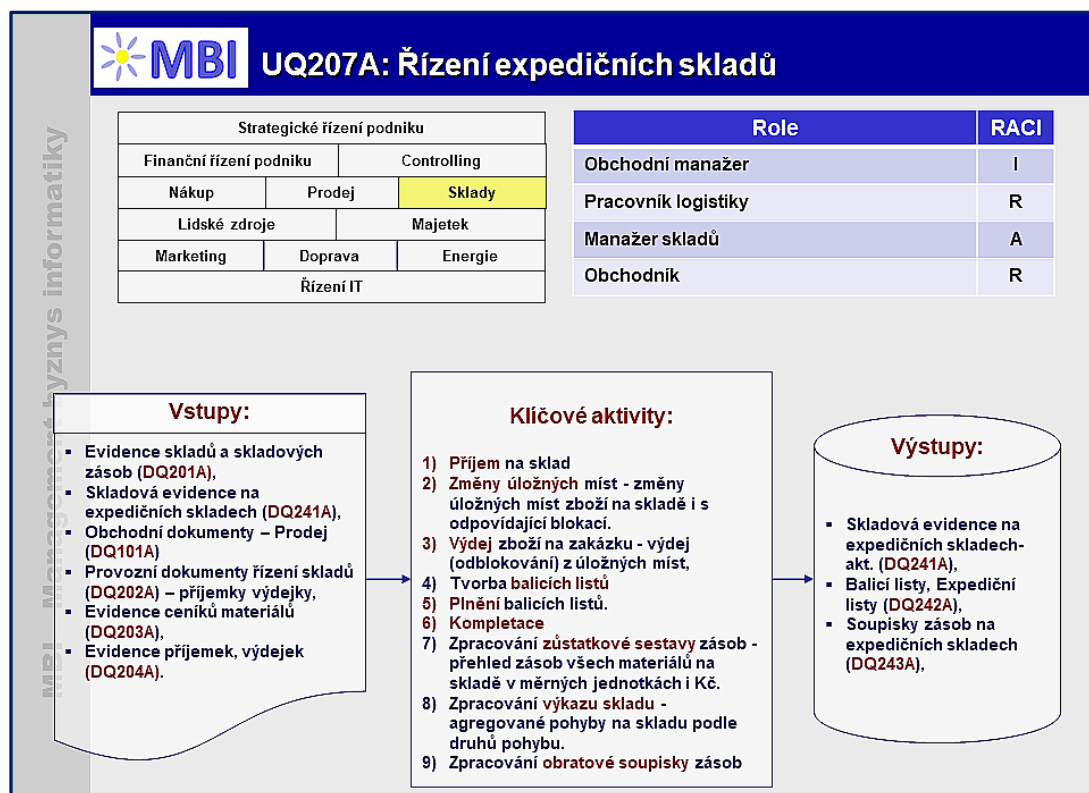 MBI
UQ207A: Řízení expedičních skladů
MBI - Management byznys informatiky
Strategické řízení podniku
Finanční řízení podniku
Controlling
Nákup
Prodej
Sklady
Lidské zdroje
Majetek
Marketing
Doprava
Energie
Řízení IT
Role RACI
Obchodní manažer I
Pracovník logistiky R
Manažer skladů A
Obchodník R
Vstupy:
▪ Evidence skladů a skladových
zásob (DQ201A),
▪ Skladová evidence na
expedičních skladech (DQ241A),
▪ Obchodní dokumenty – Prodej
(DQ101A)
▪ Provozní dokumenty řízení skladů
(DQ202A) – příjemky výdejky,
▪ Evidence ceníků materiálů
(DQ203A),
▪ Evidence příjemek, výdejek
(DQ204A).
Klíčové aktivity:
1) Příjem na sklad
2) Změny úložných míst - změny
úložných míst zboží na skladě i s
odpovídající blokací.
3) Výdej zboží na zakázku - výdej
(odblokování) z úložných míst,
4) Tvorba balicích listů
5) Plnění balicích listů.
6) Kompletace
7) Zpracování zůstatkové sestavy zásob -
přehled zásob všech materiálů na
skladě v měrných jednotkách i Kč.
8) Zpracování výkazu skladu -
agregované pohyby na skladu podle
druhů pohybu.
9) Zpracování obratové soupisky zásob
Výstupy:
▪ Skladová evidence na
expedičních skladech-
akt. (DQ241A),
▪ Balicí listy, Expediční
listy (DQ242A),
▪ Soupisky zásob na
expedičních skladech
(DQ243A),